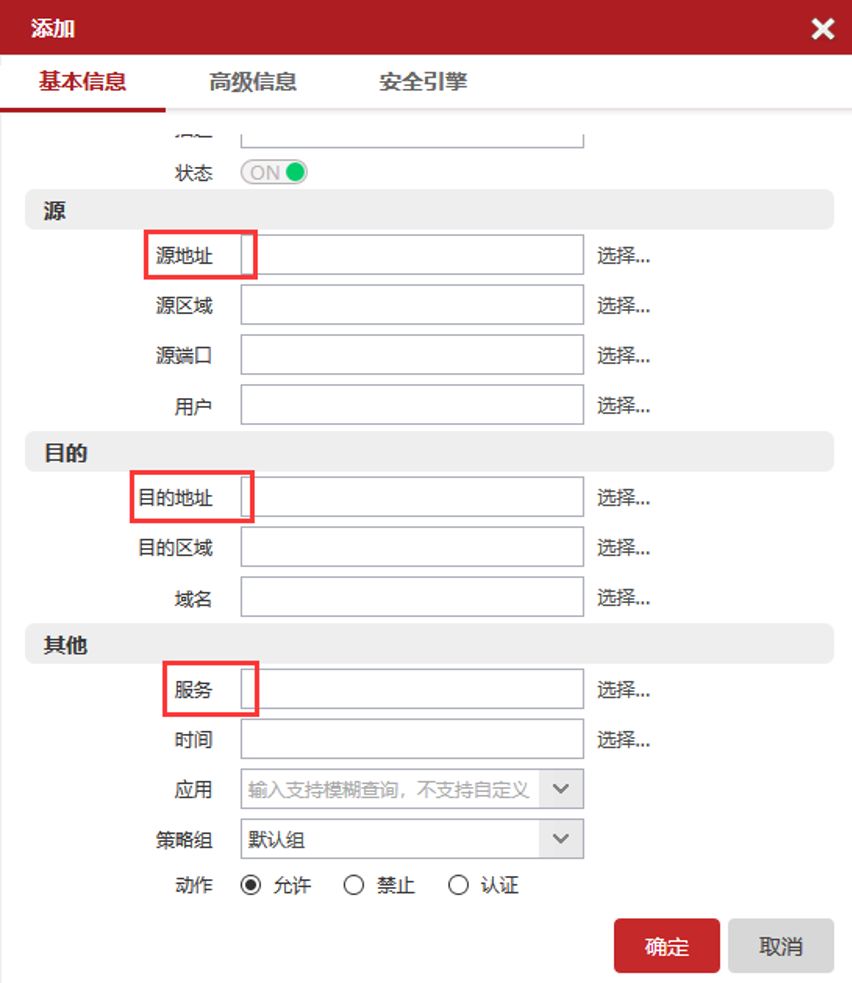 添加
基本信息 高级信息 安全引擎
状态 ON
源
源地址 选择...
源区域 选择...
源端口 选择...
用户 选择...
目的
目的地址 选择...
目的区域 选择...
域名 选择...
其他
服务 选择...
时间 选择...
应用 输入支持模糊查询，不支持自定义
策略组 默认组
动作 允许 禁止 认证
确定 取消